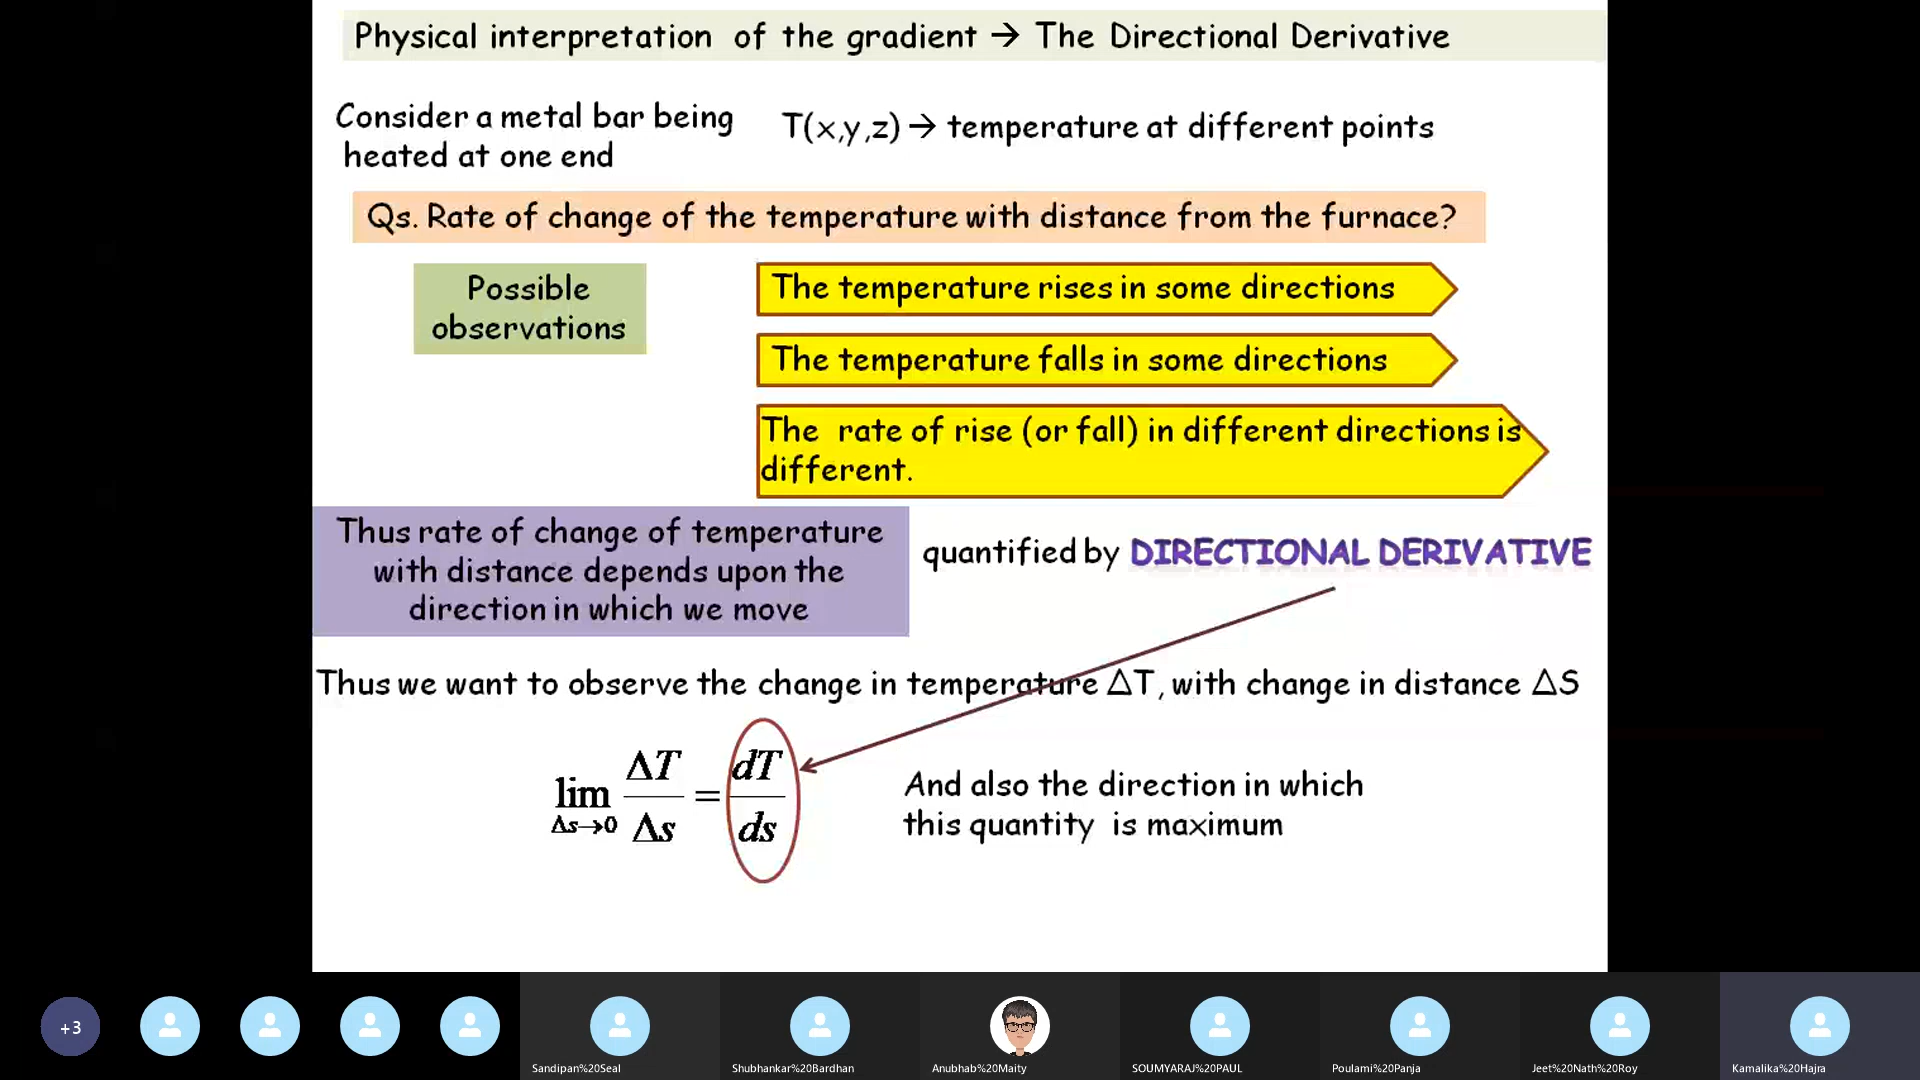 Physical interpretation of the gradient → The Directional Derivative
Consider a metal bar being
heated at one end
T(x,y,z) → temperature at different points
Qs. Rate of change of the temperature with distance from the furnace?
Possible
observations
The temperature rises in some directions
The temperature falls in some directions
The rate of rise (or fall) in different directions is
different.
Thus rate of change of temperature
with distance depends upon the
direction in which we move
quantified by DIRECTIONAL DERIVATIVE
Thus we want to observe the change in temperature ΔT, with change in distance ΔS
lim Δs→0 ΔT/Δs = dT/ds
And also the direction in which
this quantity is maximum
+3
Sandipan%20Seal
Shubhankar%20Bardhan
Anubhab%20Maity
SOUMYARAJ%20PAUL
Poulami%20Panja
Jeet%20Nath%20Roy
Kamalika%20Hajra